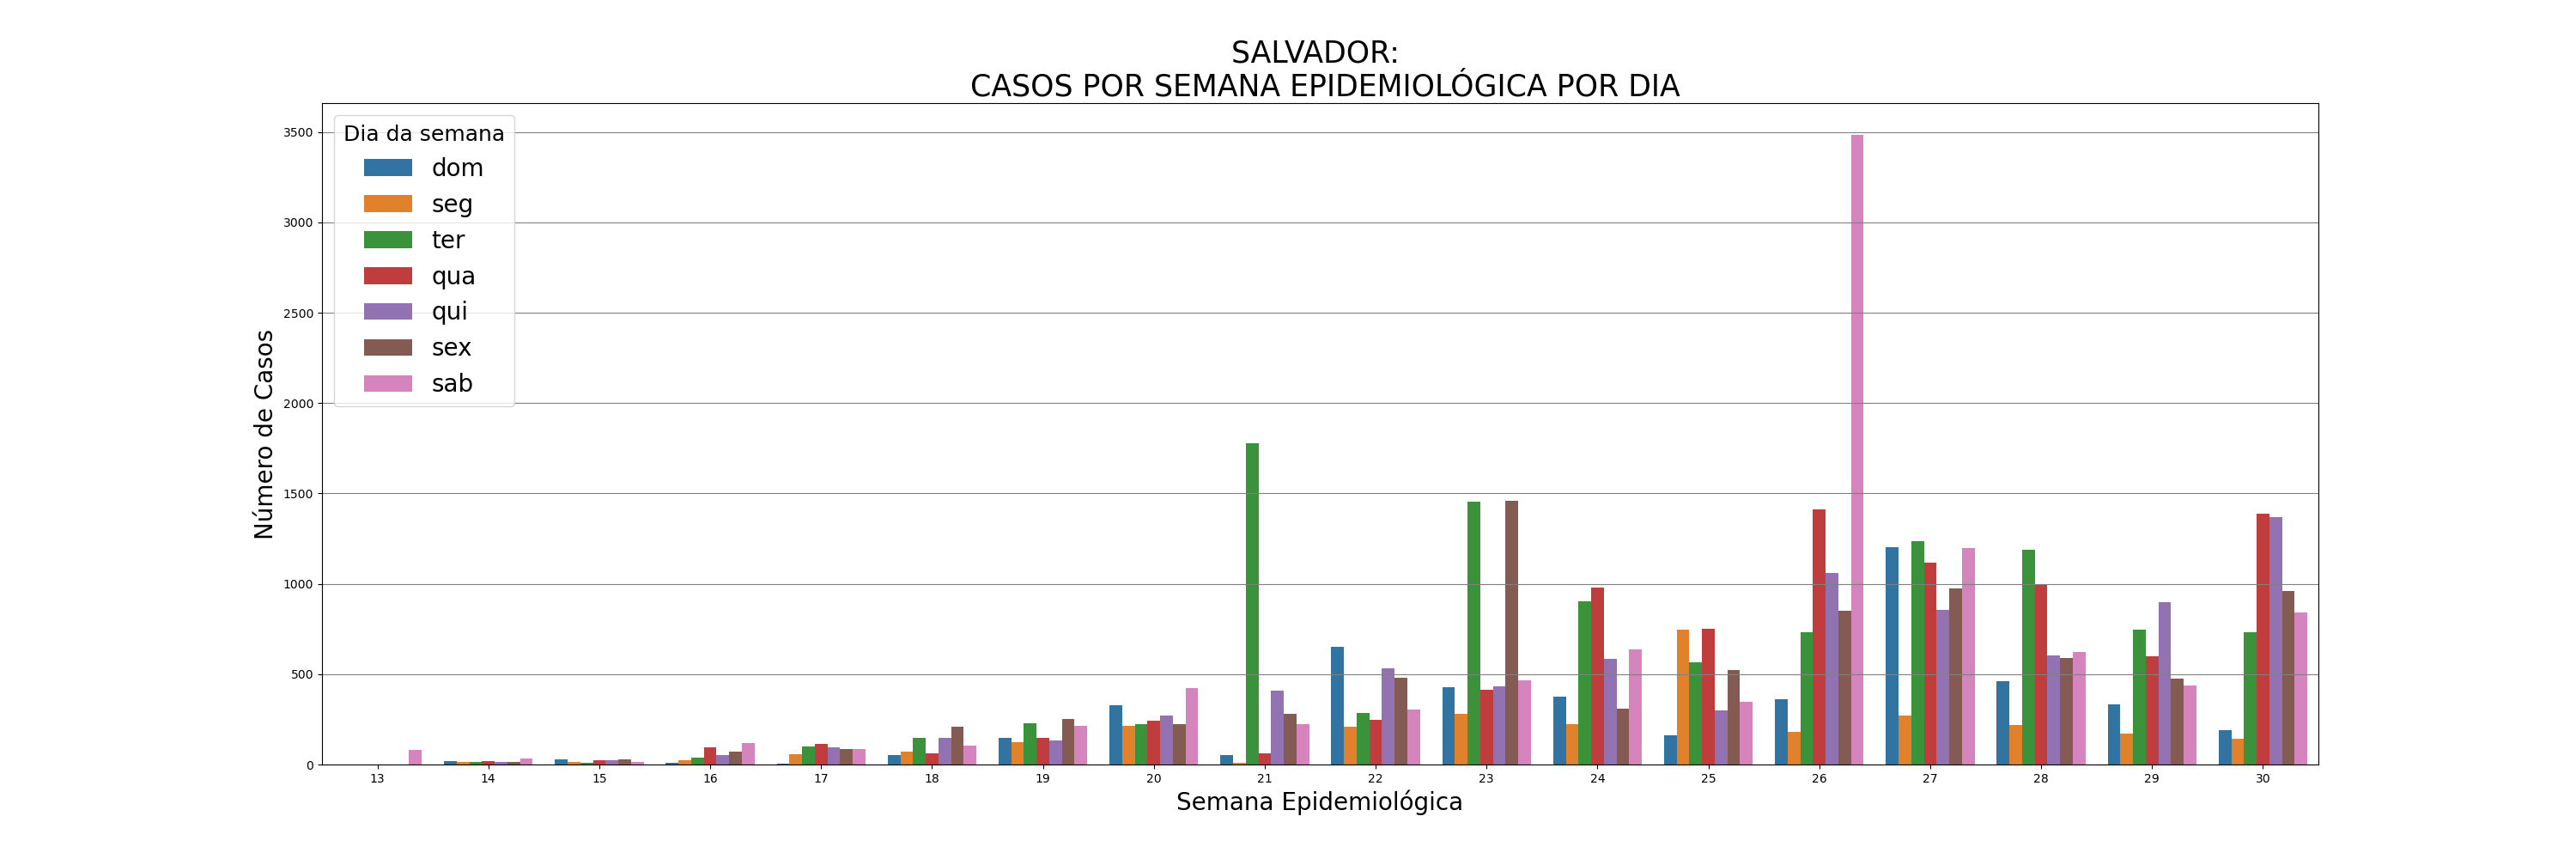 SALVADOR:
CASOS POR SEMANA EPIDEMIOLÓGICA POR DIA
Número de Casos
3500
3000
2500
2000
1500
1000
500
0
Dia da semana
dom
seg
ter
qua
qui
sex
sab
13 14 15 16 17 18 19 20 21 22 23 24 25 26 27 28 29 30
Semana Epidemiológica